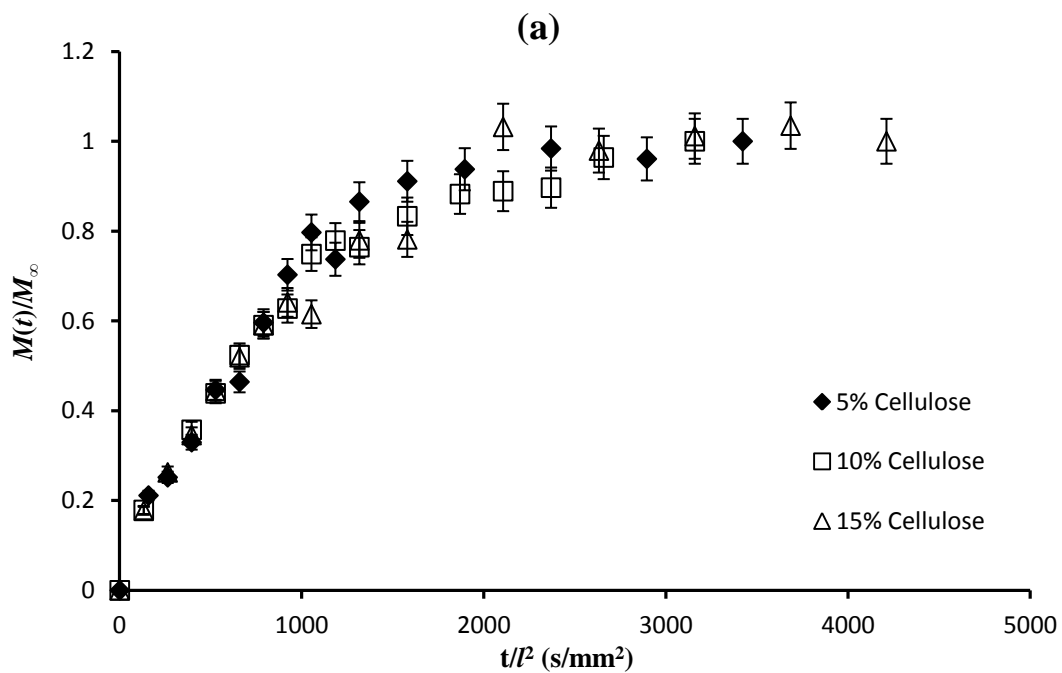 (a)
1.2
1
0.8
0.6
0.4
0.2
0
M(t)/M∞
0 1000 2000 3000 4000 5000
t/l² (s/mm²)
5% Cellulose
10% Cellulose
15% Cellulose